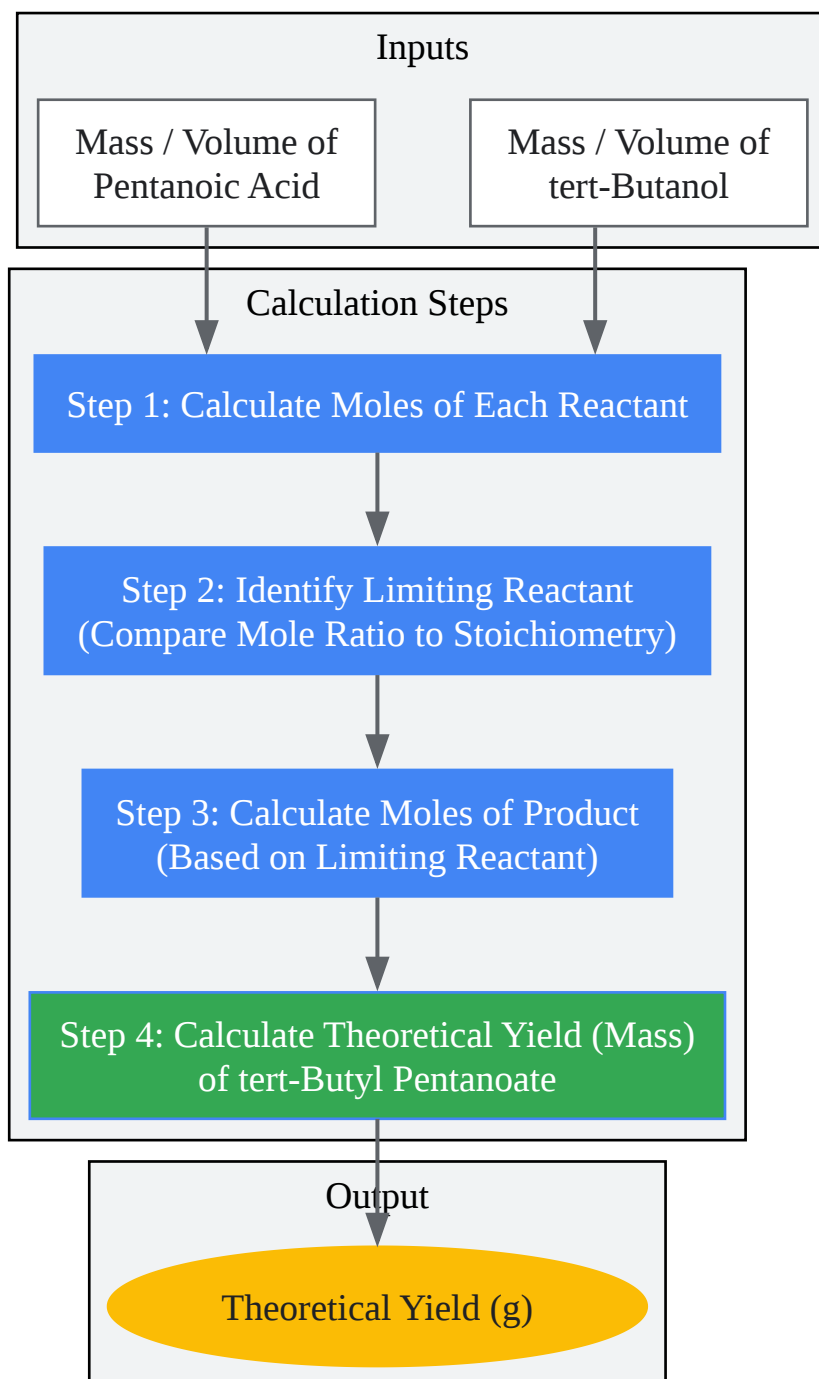 Inputs
Mass / Volume of
Pentanoic Acid
Mass / Volume of
tert-Butanol
Calculation Steps
Step 1: Calculate Moles of Each Reactant
Step 2: Identify Limiting Reactant
(Compare Mole Ratio to Stoichiometry)
Step 3: Calculate Moles of Product
(Based on Limiting Reactant)
Step 4: Calculate Theoretical Yield (Mass)
of tert-Butyl Pentanoate
Output
Theoretical Yield (g)